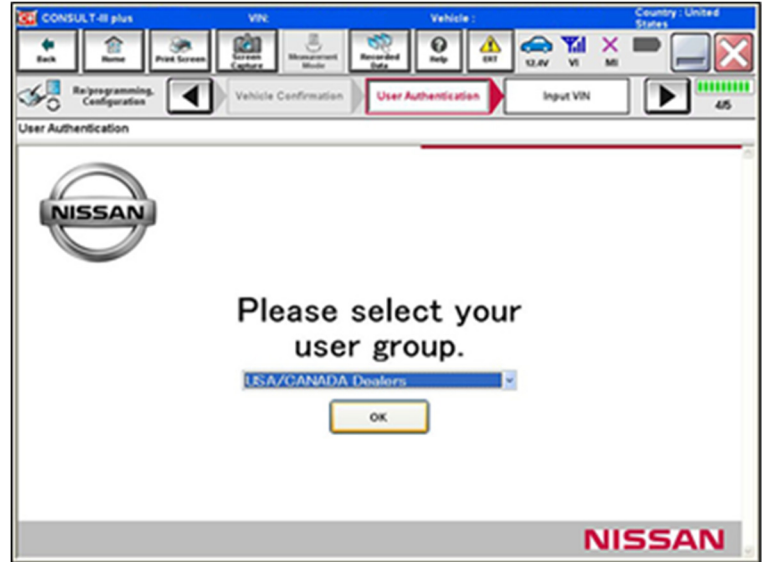 CONSULT-III plus
VIN:
Vehicle :
Country : United States
Back
Home
Print Screen
Screen Capture
Measurement Mode
Recorded Data
Help
ERT
12.4V
VI
MI
Re/programming, Configuration
Vehicle Confirmation
User Authentication
Input VIN
4/5
User Authentication
NISSAN
Please select your
user group.
USA/CANADA Dealers
OK
NISSAN